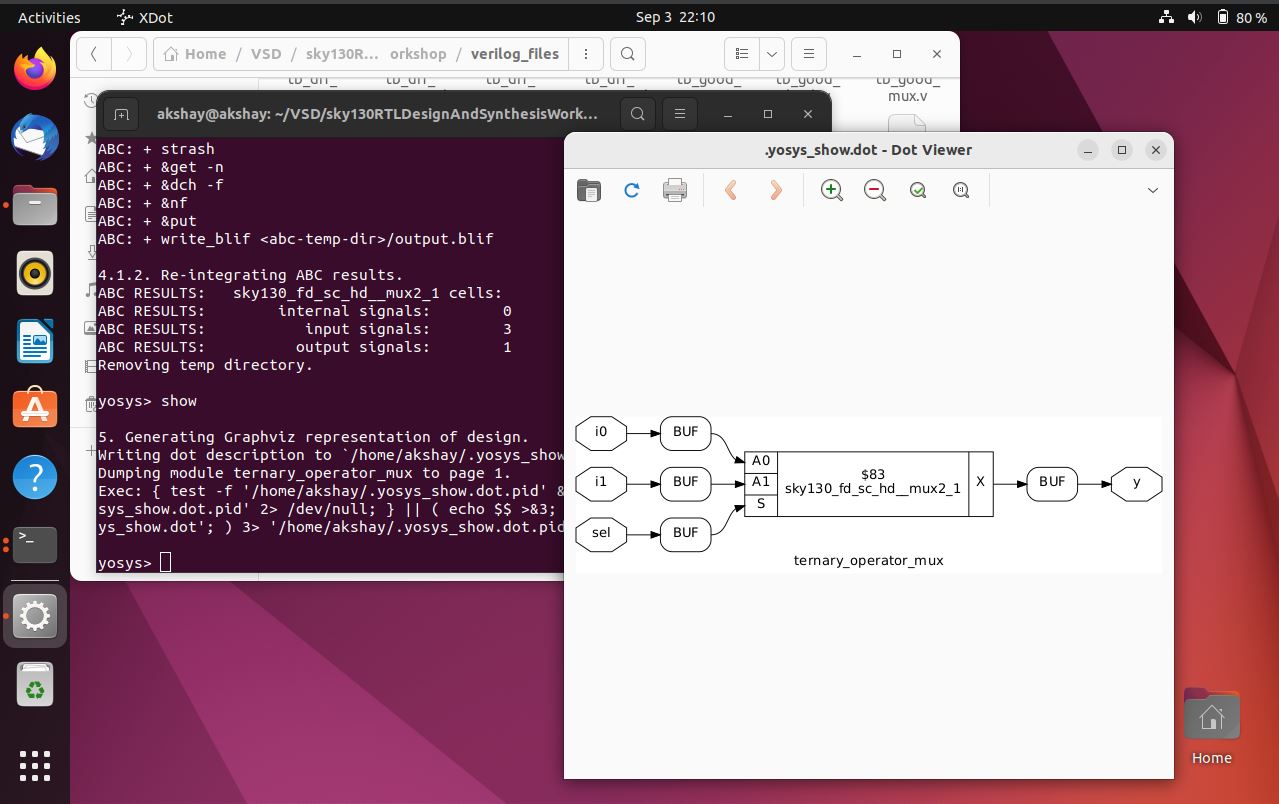 Activities
XDot
Sep 3 22:10
80 %
Home / VSD / sky130R... orkshop / verilog_files
tb_good_
mux.v
akshay@akshay: ~/VSD/sky130RTLDesignAndSynthesisWork...
ABC: + strash
ABC: + &get -n
ABC: + &dch -f
ABC: + &nf
ABC: + &put
ABC: + write_blif <abc-temp-dir>/output.blif
4.1.2. Re-integrating ABC results.
ABC RESULTS:   sky130_fd_sc_hd__mux2_1 cells:
ABC RESULTS:        internal signals:        0
ABC RESULTS:           input signals:        3
ABC RESULTS:          output signals:        1
Removing temp directory.
yosys> show
5. Generating Graphviz representation of design.
Writing dot description to `/home/akshay/.yosys_show
Dumping module ternary_operator_mux to page 1.
Exec: { test -f '/home/akshay/.yosys_show.dot.pid' &
sys_show.dot.pid' 2> /dev/null; } || ( echo $$ >&3;
ys_show.dot'; ) 3> '/home/akshay/.yosys_show.dot.pid
yosys>
.yosys_show.dot - Dot Viewer
i0
BUF
i1
BUF
sel
BUF
A0
A1
S
$83
sky130_fd_sc_hd__mux2_1
X
BUF
y
ternary_operator_mux
Home